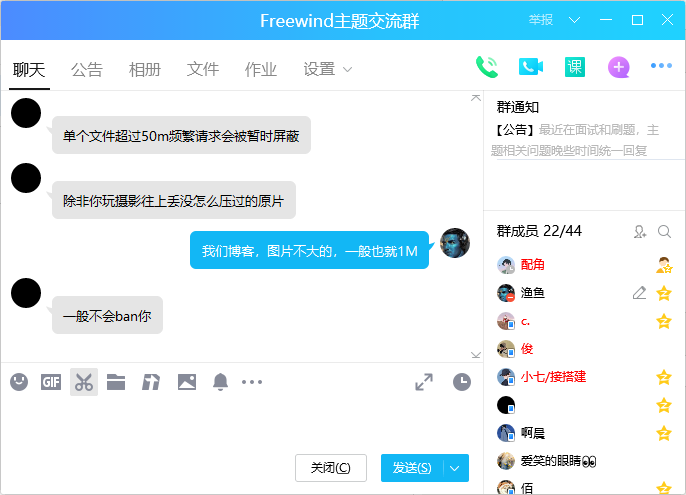 Freewind主题交流群
举报
聊天 公告 相册 文件 作业 设置
课
单个文件超过50m频繁请求会被暂时屏蔽
除非你玩摄影往上丢没怎么压过的原片
我们博客，图片不大的，一般也就1M
一般不会ban你
GIF
关闭(C) 发送(S)
群通知
【公告】最近在面试和刷题，主
题相关问题晚些时间统一回复
群成员 22/44
配角
渔鱼
c.
俊
小七/接搭建
啊晨
爱笑的眼睛👀
佰